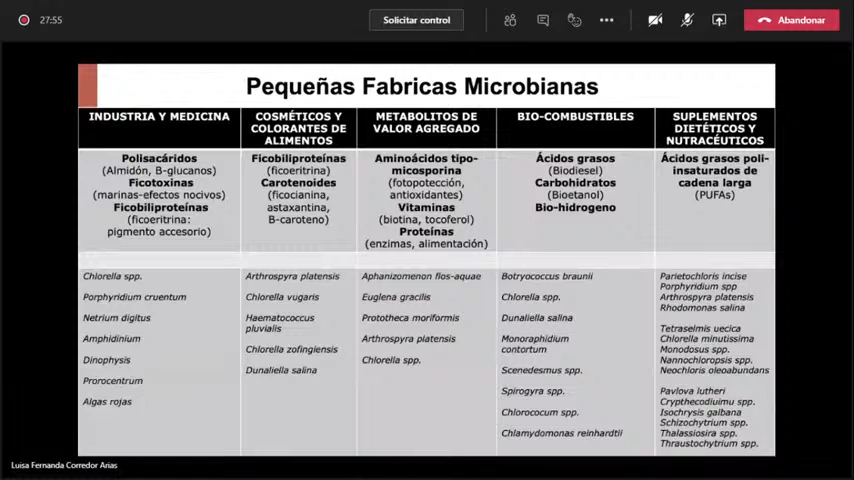 27:55
Solicitar control
Abandonar
Pequeñas Fabricas Microbianas
INDUSTRIA Y MEDICINA
COSMÉTICOS Y
COLORANTES DE
ALIMENTOS
METABOLITOS DE
VALOR AGREGADO
BIO-COMBUSTIBLES
SUPLEMENTOS
DIETÉTICOS Y
NUTRACÉUTICOS
Polisacáridos
(Almidón, B-glucanos)
Ficotoxinas
(marinas-efectos nocivos)
Ficobiliproteínas
(ficoeritrina:
pigmento accesorio)
Ficobiliproteínas
(ficoeritrina)
Carotenoides
(ficocianina,
astaxantina,
B-caroteno)
Aminoácidos tipo-
micosporina
(fotopotección,
antioxidantes)
Vitaminas
(biotina, tocoferol)
Proteínas
(enzimas, alimentación)
Ácidos grasos
(Biodiesel)
Carbohidratos
(Bioetanol)
Bio-hidrogeno
Ácidos grasos poli-
insaturados de
cadena larga
(PUFAs)
Chlorella spp.
Porphyridium cruentum
Netrium digitus
Amphidinium
Dinophysis
Prorocentrum
Algas rojas
Arthrospyra platensis
Chlorella vugaris
Haematococcus
pluvialis
Chlorella zofingiensis
Dunaliella salina
Aphanizomenon flos-aquae
Euglena gracilis
Prototheca moriformis
Arthrospyra platensis
Chlorella spp.
Botryococcus braunii
Chlorella spp.
Dunaliella salina
Monoraphidium
contortum
Scenedesmus spp.
Spirogyra spp.
Chlorococum spp.
Chlamydomonas reinhardtii
Parietochloris incise
Porphyridium spp
Arthrospyra platensis
Rhodomonas salina
Tetraselmis uecica
Chlorella minutissima
Monodosus spp.
Nannochloropsis spp.
Neochloris oleoabundans
Pavlova lutheri
Crypthecodiuimu spp.
Isochrysis galbana
Schizochytrium spp.
Thalassiosira spp.
Thraustochytrium spp.
Luisa Fernanda Corredor Arias